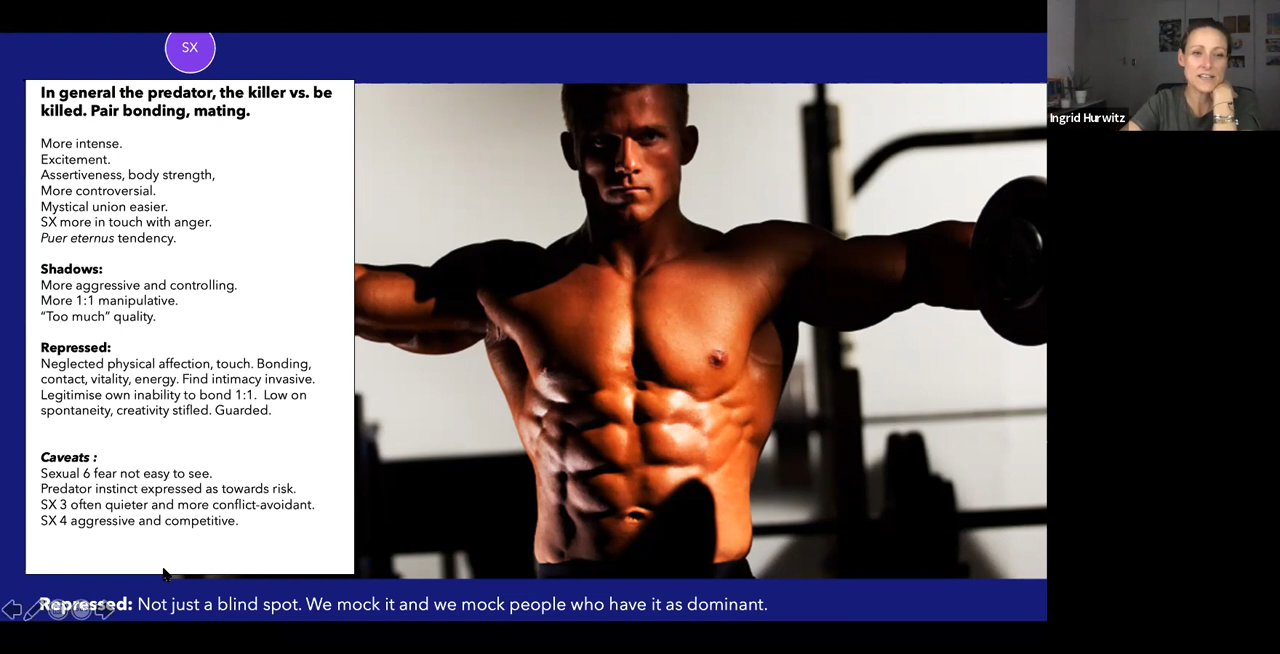 SX
In general the predator, the killer vs. be
killed. Pair bonding, mating.
More intense.
Excitement.
Assertiveness, body strength,
More controversial.
Mystical union easier.
SX more in touch with anger.
Puer eternus tendency.
Shadows:
More aggressive and controlling.
More 1:1 manipulative.
“Too much” quality.
Repressed:
Neglected physical affection, touch. Bonding,
contact, vitality, energy. Find intimacy invasive.
Legitimise own inability to bond 1:1. Low on
spontaneity, creativity stifled. Guarded.
Caveats :
Sexual 6 fear not easy to see.
Predator instinct expressed as towards risk.
SX 3 often quieter and more conflict-avoidant.
SX 4 aggressive and competitive.
Repressed: Not just a blind spot. We mock it and we mock people who have it as dominant.
Ingrid Hurwitz